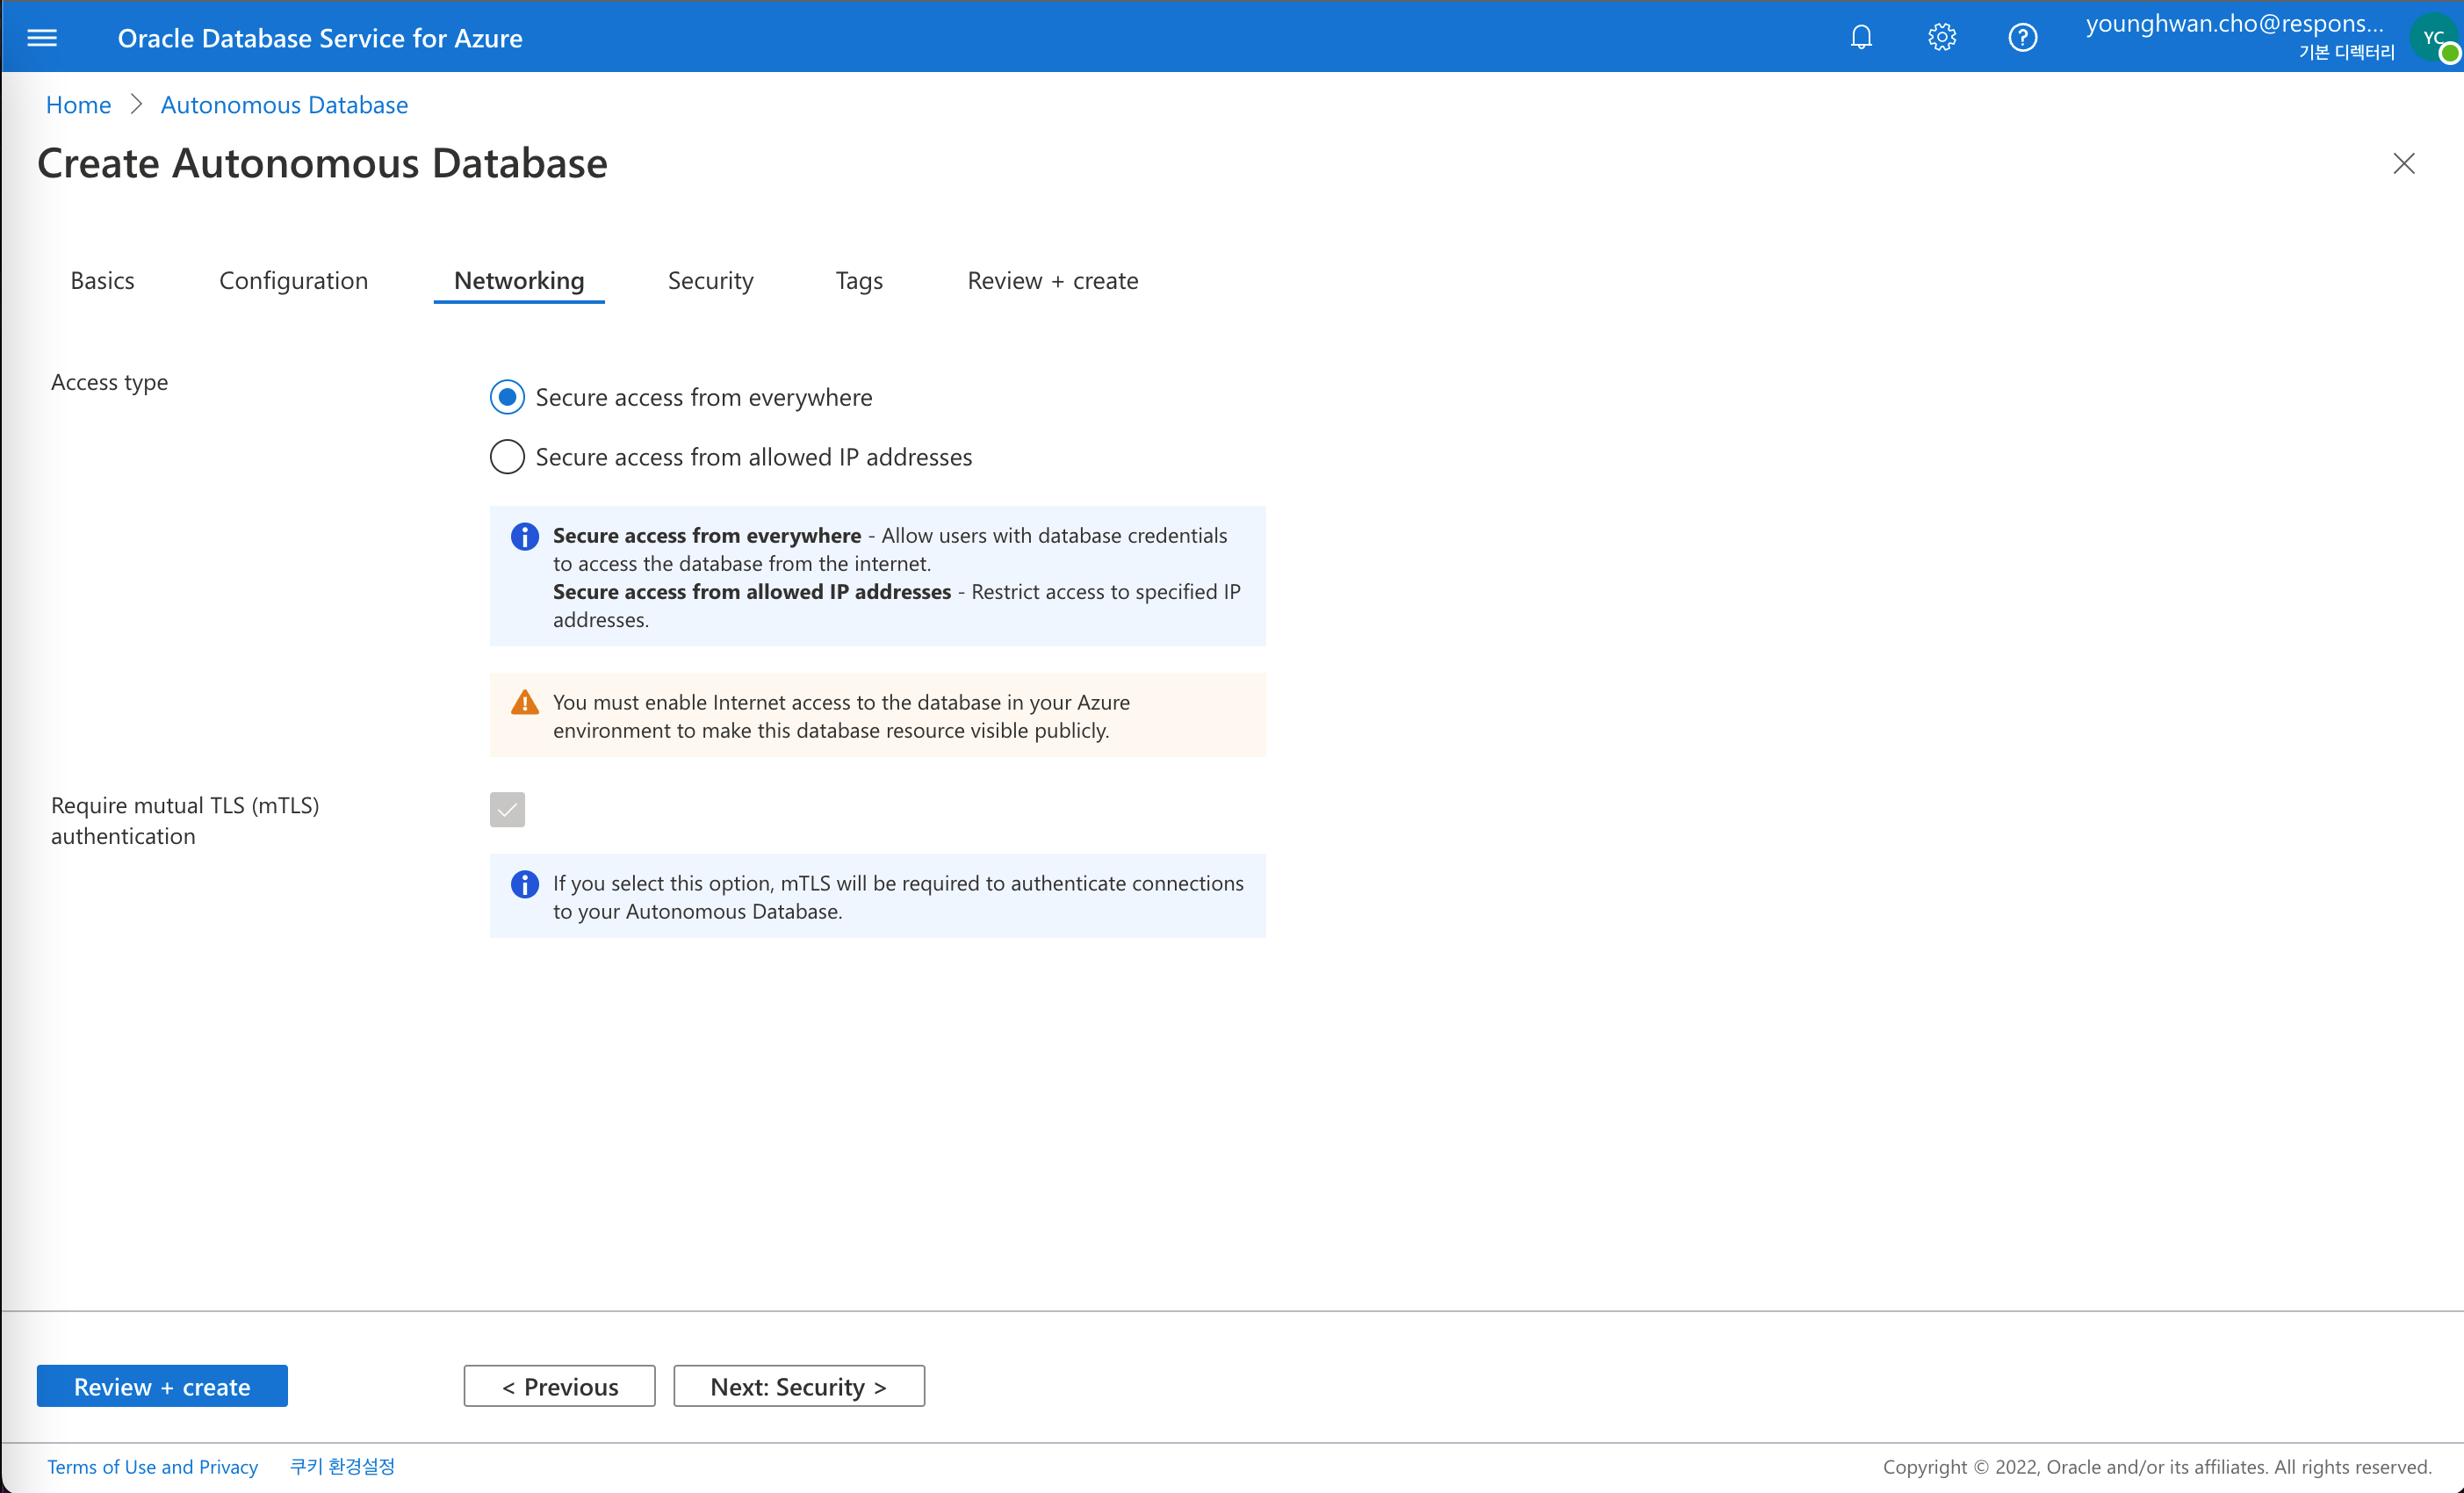 Oracle Database Service for Azure
younghwan.cho@respons...
기본 디렉터리
YC
Home > Autonomous Database
Create Autonomous Database
Basics Configuration Networking Security Tags Review + create
Access type
Secure access from everywhere
Secure access from allowed IP addresses
Secure access from everywhere - Allow users with database credentials
to access the database from the internet.
Secure access from allowed IP addresses - Restrict access to specified IP
addresses.
You must enable Internet access to the database in your Azure
environment to make this database resource visible publicly.
Require mutual TLS (mTLS)
authentication
If you select this option, mTLS will be required to authenticate connections
to your Autonomous Database.
Review + create < Previous Next: Security >
Terms of Use and Privacy 쿠키 환경설정 Copyright © 2022, Oracle and/or its affiliates. All rights reserved.